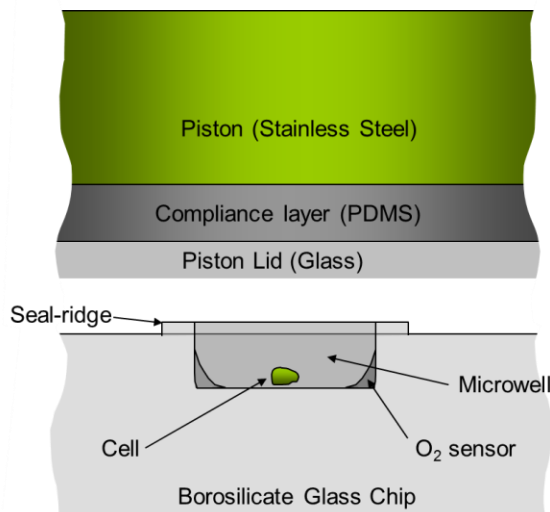 Piston (Stainless Steel)
Compliance layer (PDMS)
Piston Lid (Glass)
Seal-ridge
Microwell
Cell
O₂ sensor
Borosilicate Glass Chip